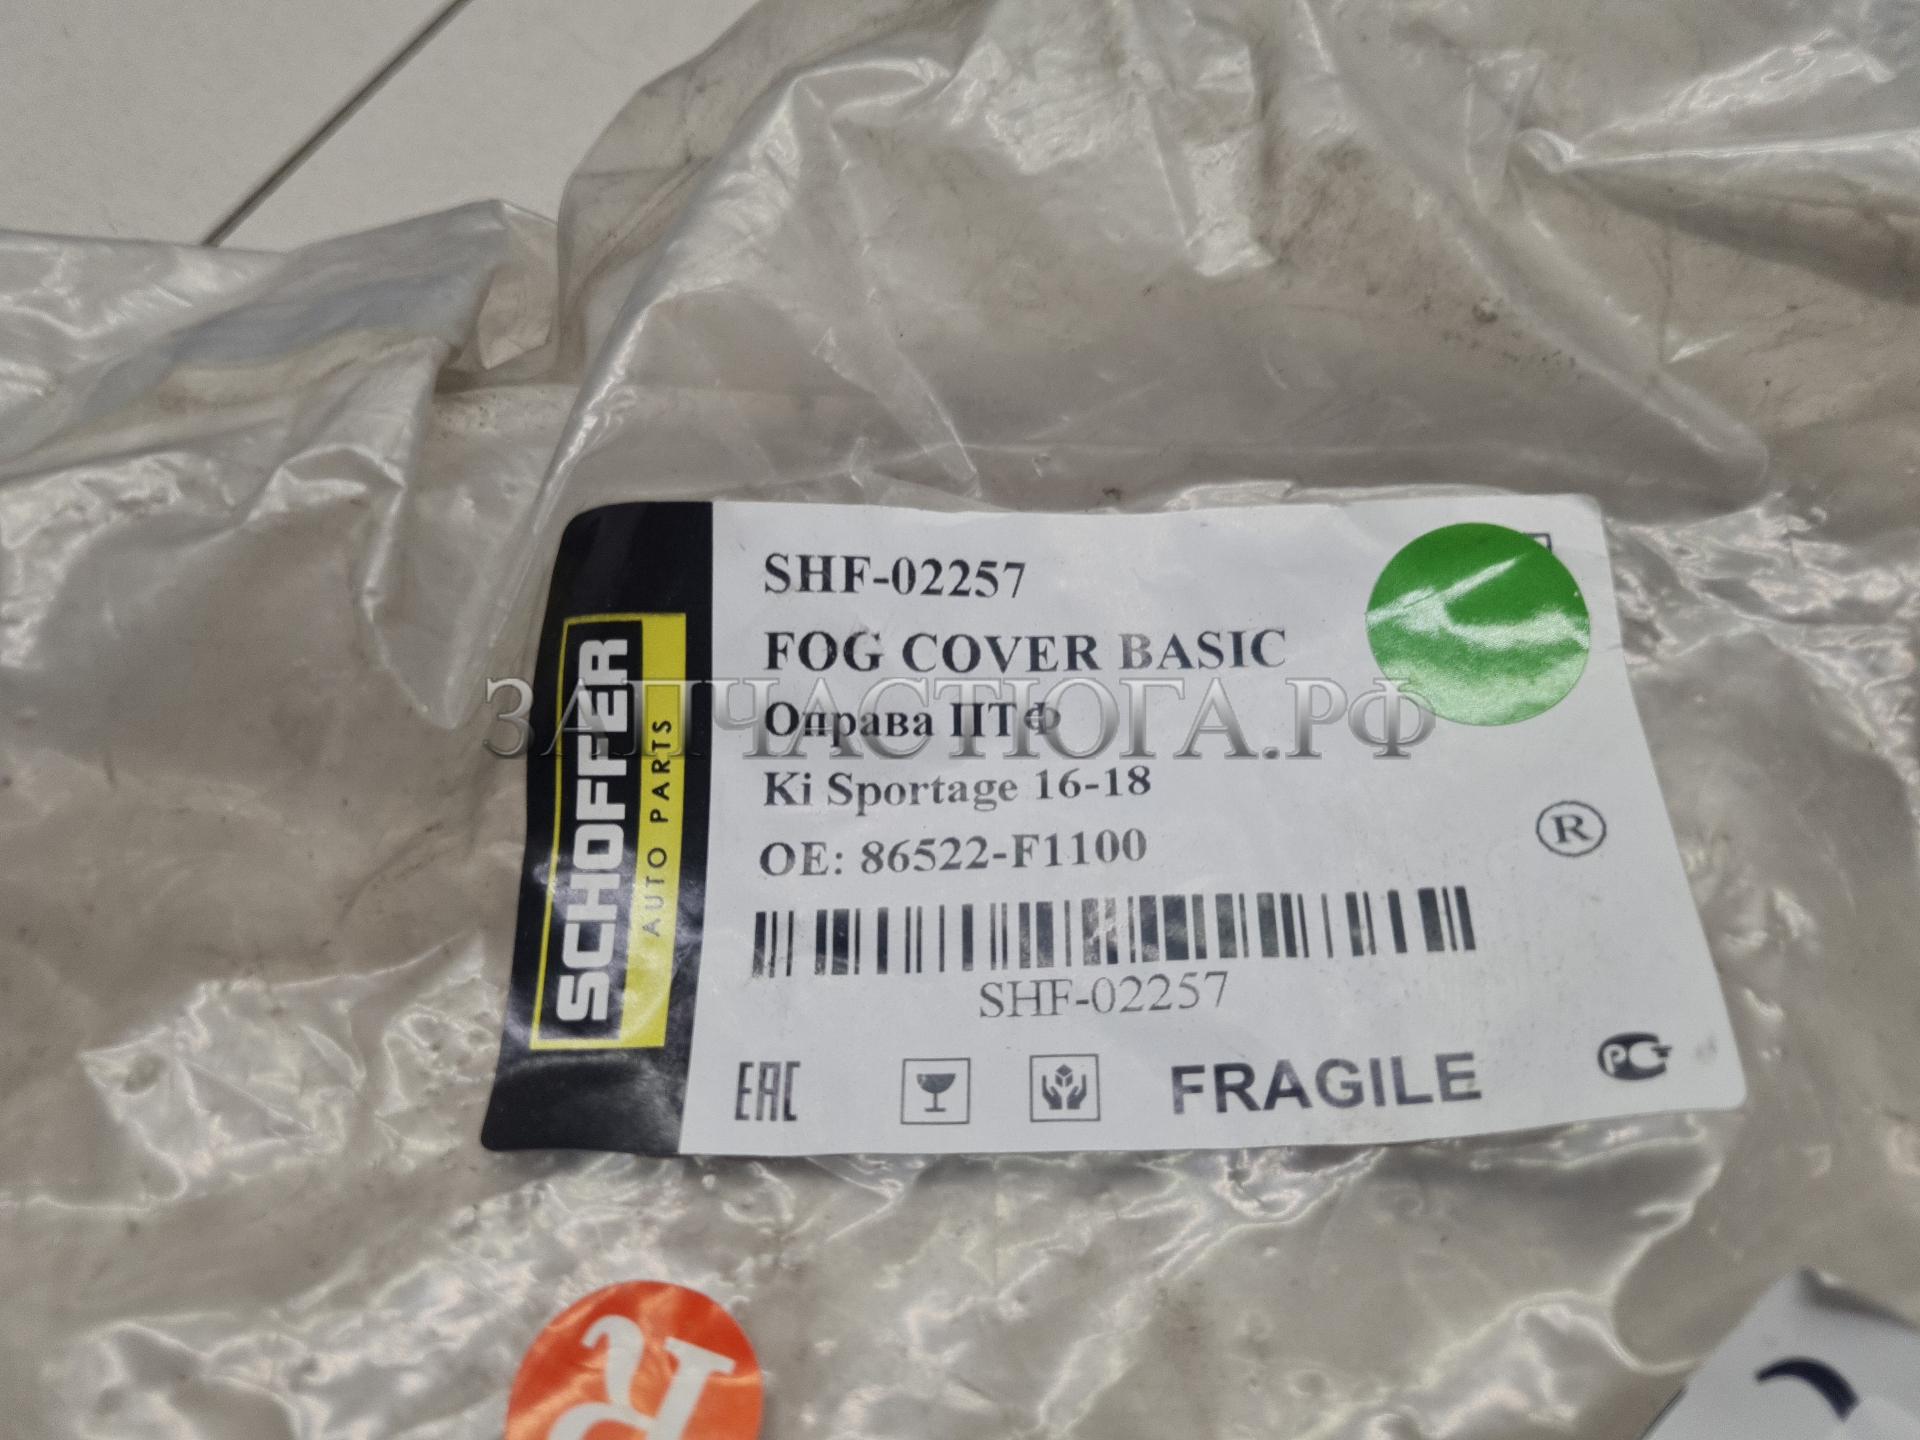 SHF-02257
FOG COVER BASIC
Оправа ПТФ
Ki Sportage 16-18
OE: 86522-F1100
SHF-02257
EAC
FRAGILE
РС
®
SCHOFFER
AUTO PARTS
R
ЗАПЧАСТЮГА.РФ